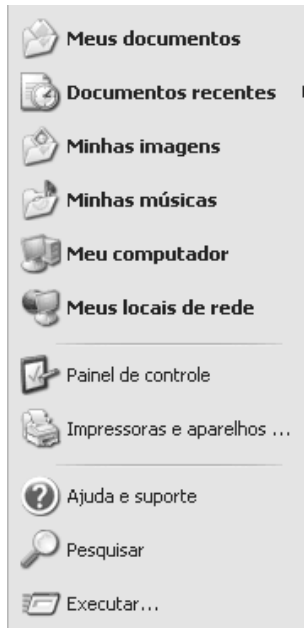 Meus documentos
Documentos recentes
Minhas imagens
Minhas músicas
Meu computador
Meus locais de rede
Painel de controle
Impressoras e aparelhos ...
Ajuda e suporte
Pesquisar
Executar...